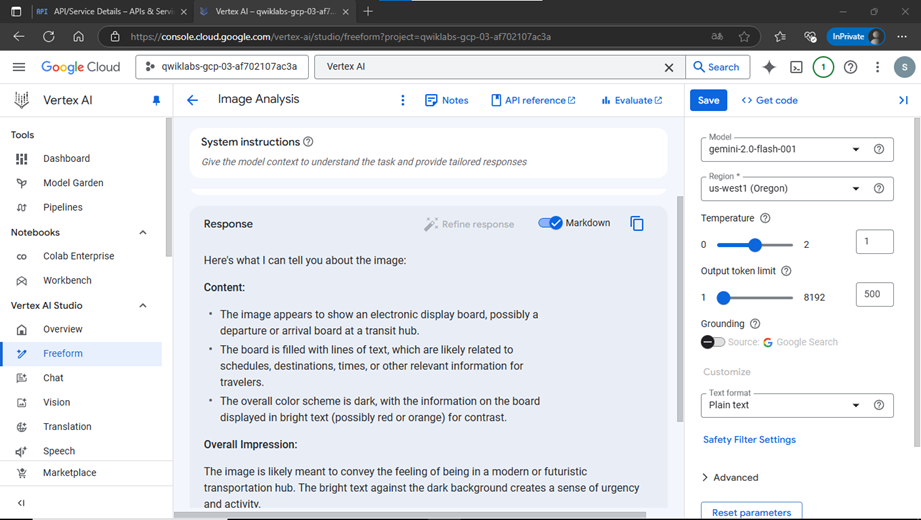 API API/Service Details – APIs & Servi
Vertex AI Studio – Vertex AI – qwiklabs-gcp-03-af7...
https://console.cloud.google.com/vertex-ai/studio/freeform?project=qwiklabs-gcp-03-af702107ac3a
InPrivate
Google Cloud
qwiklabs-gcp-03-af702107ac3a
Vertex AI
Search
1
S
Vertex AI
Tools
Dashboard
Model Garden
Pipelines
Notebooks
Colab Enterprise
Workbench
Vertex AI Studio
Overview
Freeform
Chat
Vision
Translation
Speech
Marketplace
Image Analysis
Notes
API reference
Evaluate
System instructions
Give the model context to understand the task and provide tailored responses
Response
Refine response
Markdown
Here's what I can tell you about the image:
Content:
• The image appears to show an electronic display board, possibly a
departure or arrival board at a transit hub.
• The board is filled with lines of text, which are likely related to
schedules, destinations, times, or other relevant information for
travelers.
• The overall color scheme is dark, with the information on the board
displayed in bright text (possibly red or orange) for contrast.
Overall Impression:
The image is likely meant to convey the feeling of being in a modern or futuristic
transportation hub. The bright text against the dark background creates a sense of urgency
and activity.
Save
<> Get code
Model
gemini-2.0-flash-001
Region *
us-west1 (Oregon)
Temperature
0 2 1
Output token limit
1 8192 500
Grounding
Source: Google Search
Customize
Text format
Plain text
Safety Filter Settings
Advanced
Reset parameters